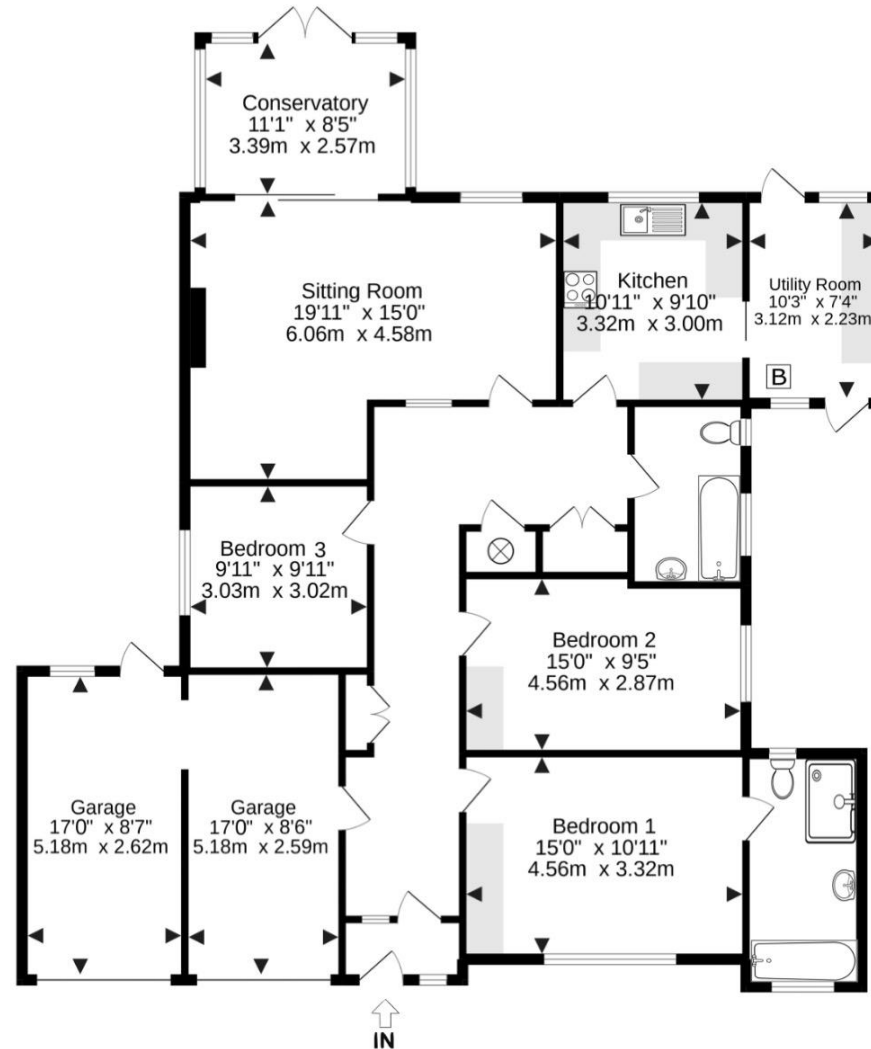 Conservatory
11'1" x 8'5"
3.39m x 2.57m
Sitting Room
19'11" x 15'0"
6.06m x 4.58m
Kitchen
10'11" x 9'10"
3.32m x 3.00m
Utility Room
10'3" x 7'4"
3.12m x 2.23m
B
Bedroom 3
9'11" x 9'11"
3.03m x 3.02m
Bedroom 2
15'0" x 9'5"
4.56m x 2.87m
Garage
17'0" x 8'7"
5.18m x 2.62m
Garage
17'0" x 8'6"
5.18m x 2.59m
Bedroom 1
15'0" x 10'11"
4.56m x 3.32m
IN